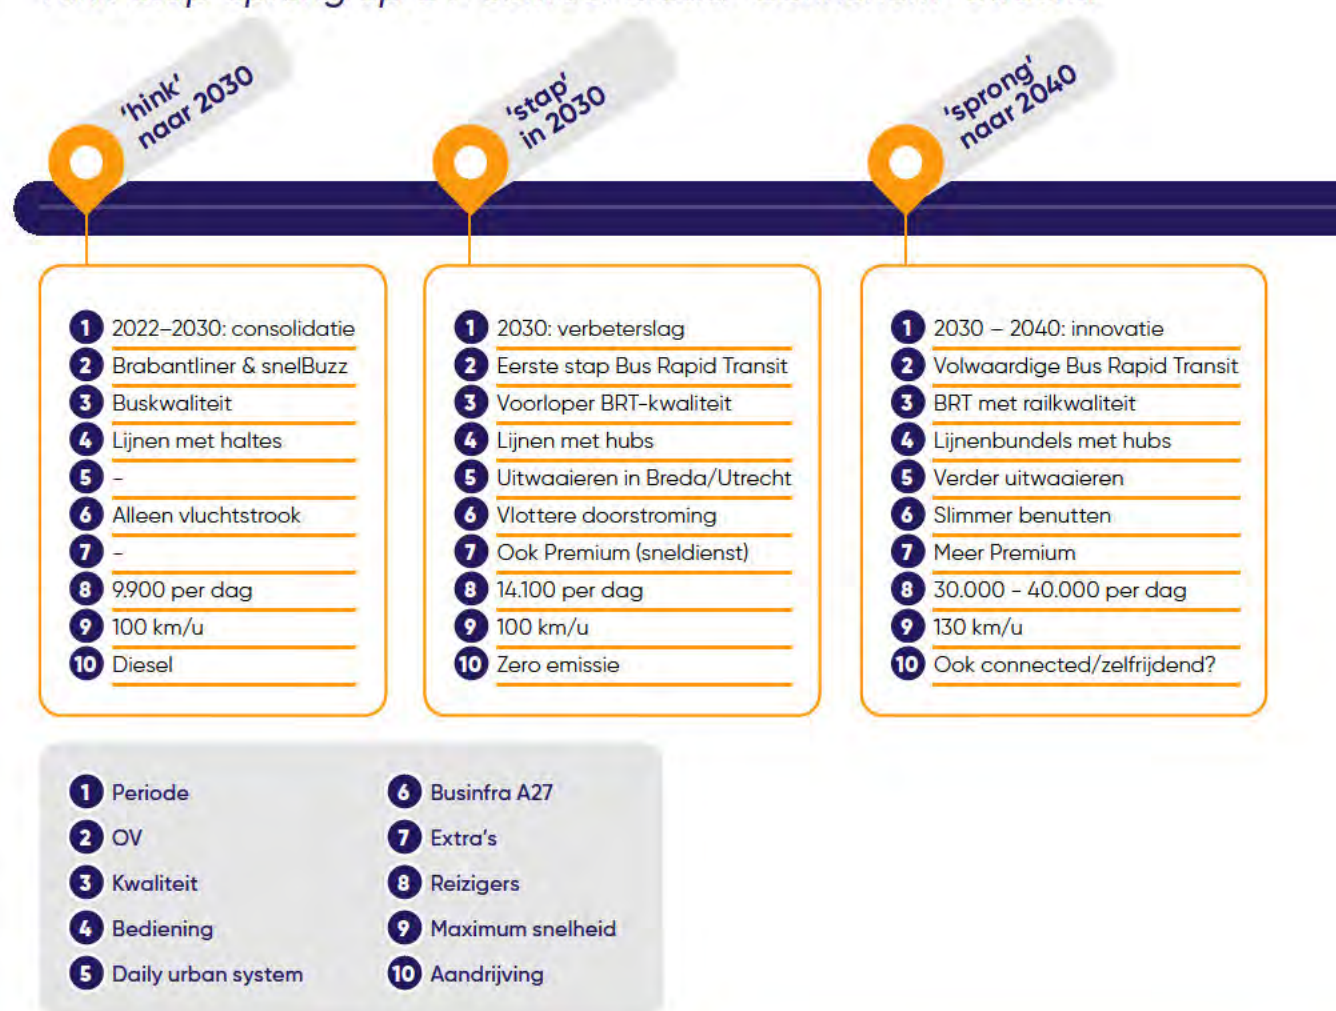 'hink'
naar 2030
'stap'
in 2030
'sprong'
naar 2040
1 2022–2030: consolidatie
2 Brabantliner & snelBuzz
3 Buskwaliteit
4 Lijnen met haltes
5 -
6 Alleen vluchtstrook
7 -
8 9.900 per dag
9 100 km/u
10 Diesel
1 2030: verbeterslag
2 Eerste stap Bus Rapid Transit
3 Voorloper BRT-kwaliteit
4 Lijnen met hubs
5 Uitwaaieren in Breda/Utrecht
6 Vlottere doorstroming
7 Ook Premium (sneldienst)
8 14.100 per dag
9 100 km/u
10 Zero emissie
1 2030 – 2040: innovatie
2 Volwaardige Bus Rapid Transit
3 BRT met railkwaliteit
4 Lijnenbundels met hubs
5 Verder uitwaaieren
6 Slimmer benutten
7 Meer Premium
8 30.000 - 40.000 per dag
9 130 km/u
10 Ook connected/zelfrijdend?
1 Periode
2 OV
3 Kwaliteit
4 Bediening
5 Daily urban system
6 Businfra A27
7 Extra's
8 Reizigers
9 Maximum snelheid
10 Aandrijving